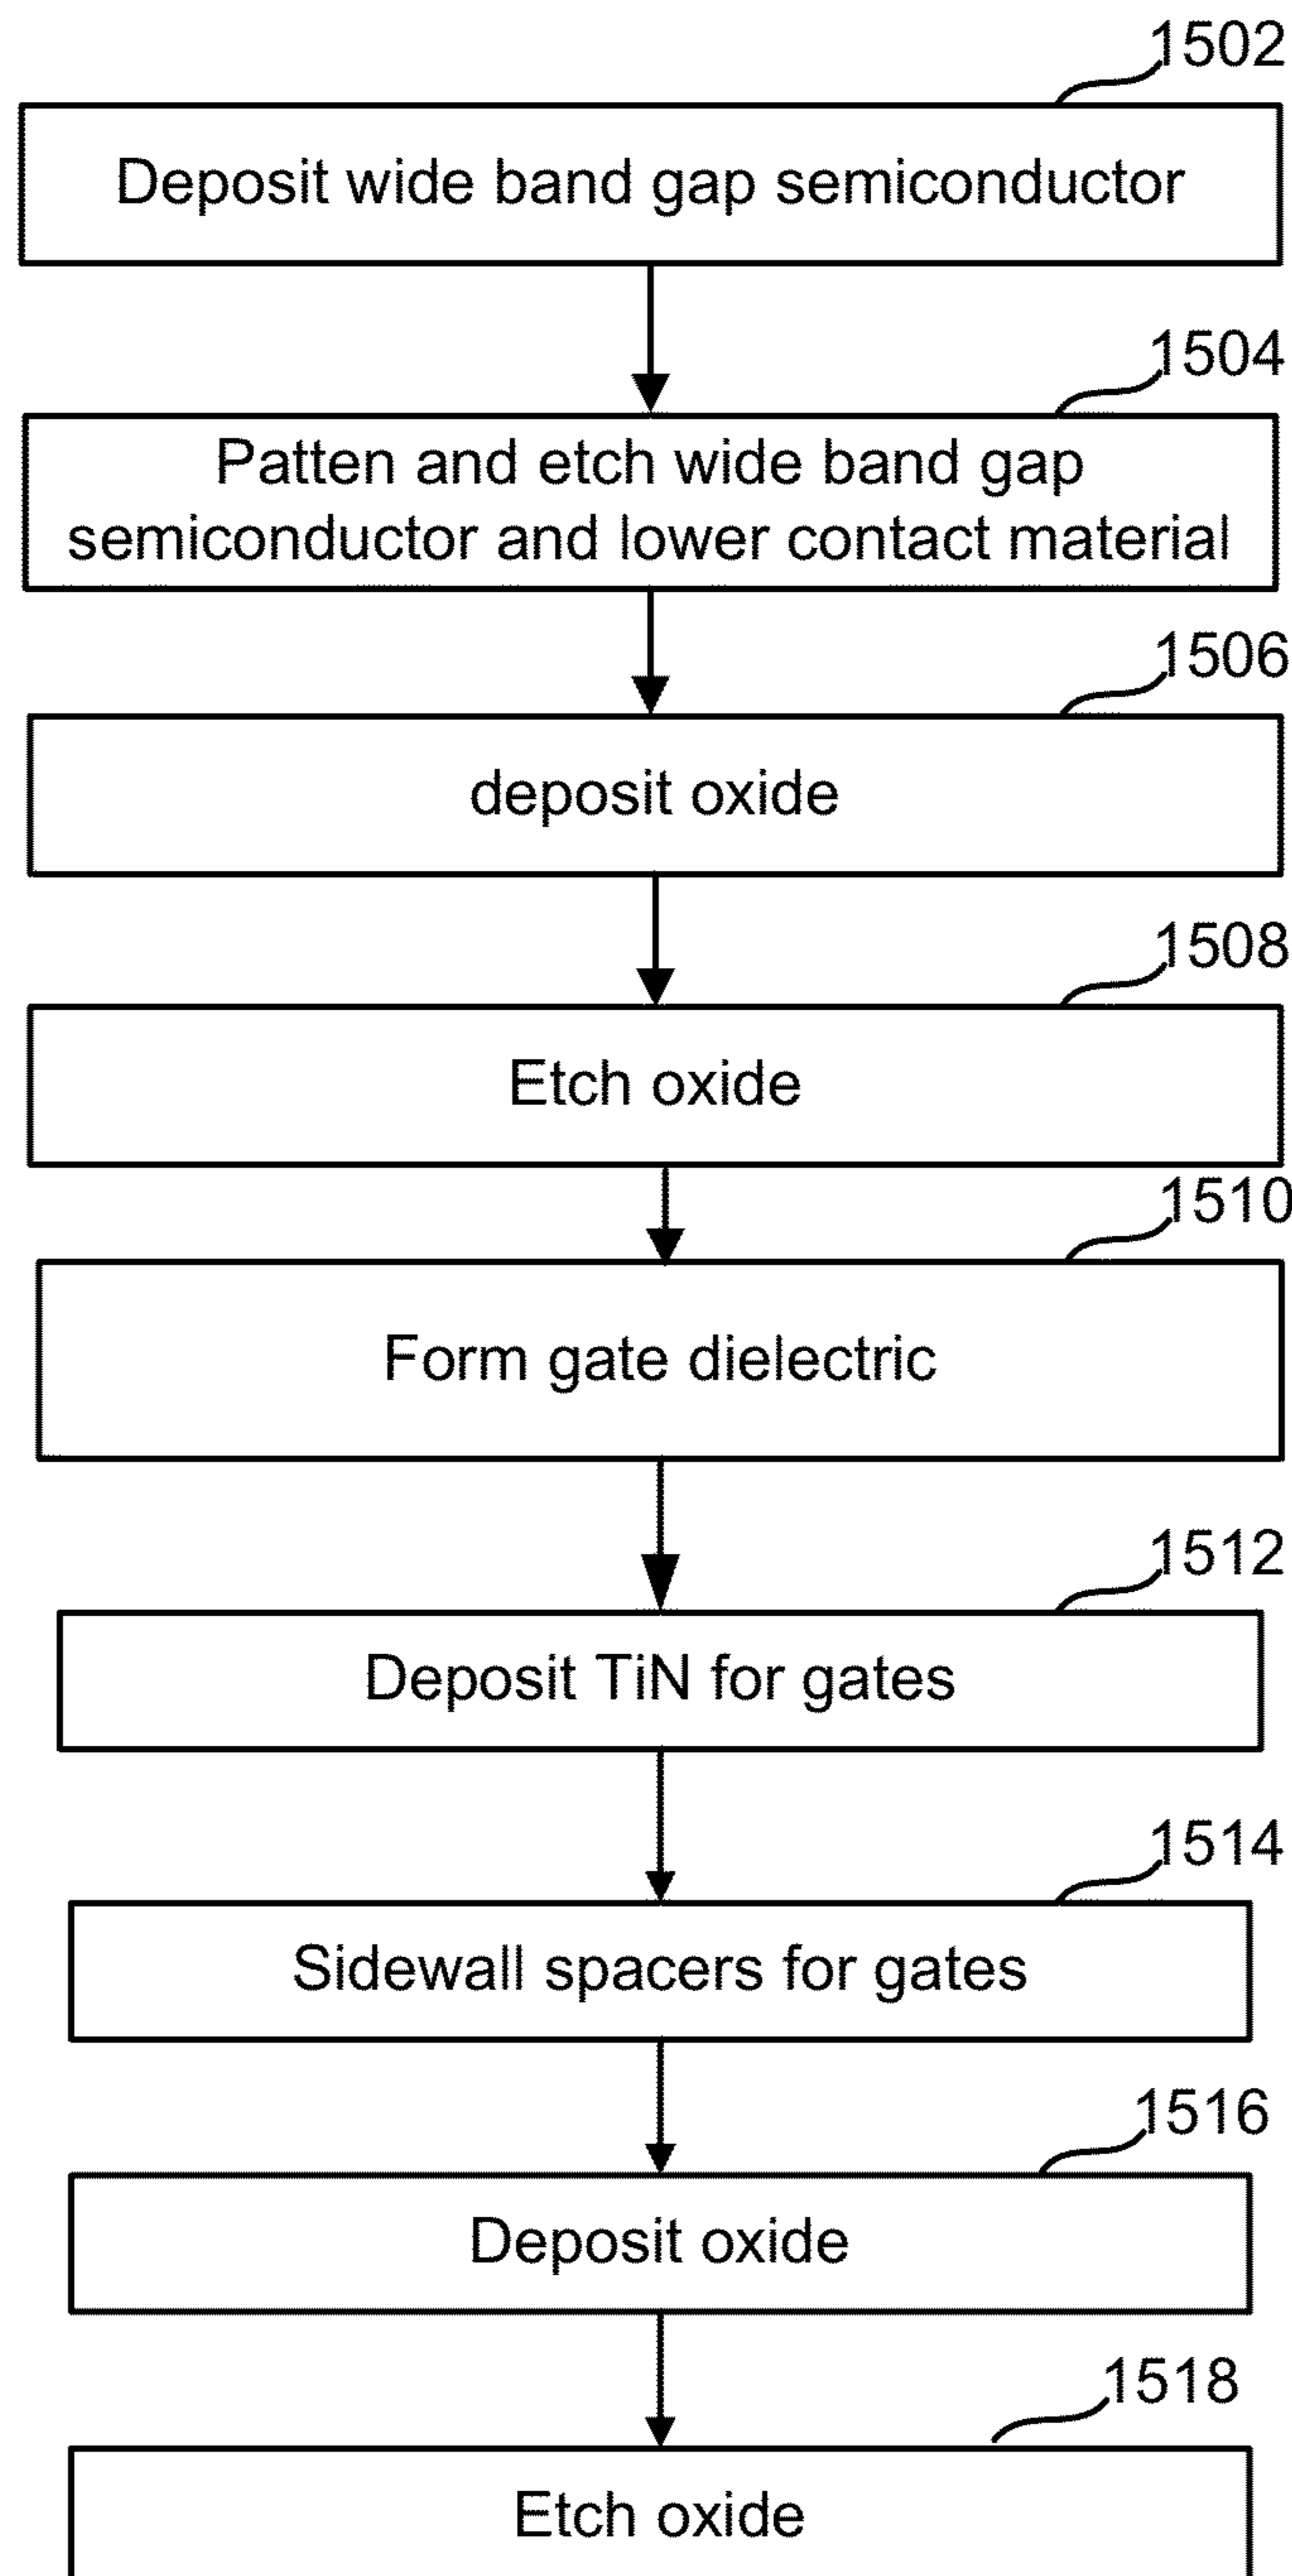 1502
Deposit wide band gap semiconductor
1504
Patten and etch wide band gap
semiconductor and lower contact material
1506
deposit oxide
1508
Etch oxide
1510
Form gate dielectric
1512
Deposit TiN for gates
1514
Sidewall spacers for gates
1516
Deposit oxide
1518
Etch oxide